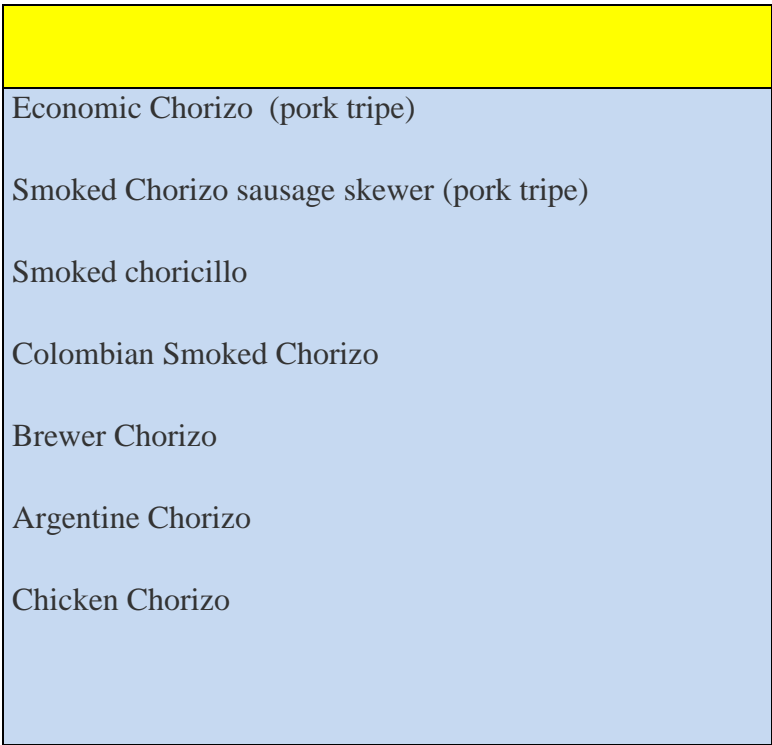 Economic Chorizo (pork tripe)
Smoked Chorizo sausage skewer (pork tripe)
Smoked choricillo
Colombian Smoked Chorizo
Brewer Chorizo
Argentine Chorizo
Chicken Chorizo